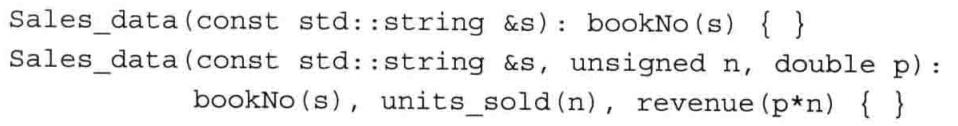 Sales_data(const std::string &s): bookNo(s) { }
Sales_data(const std::string &s, unsigned n, double p):
bookNo(s), units_sold(n), revenue(p*n) { }